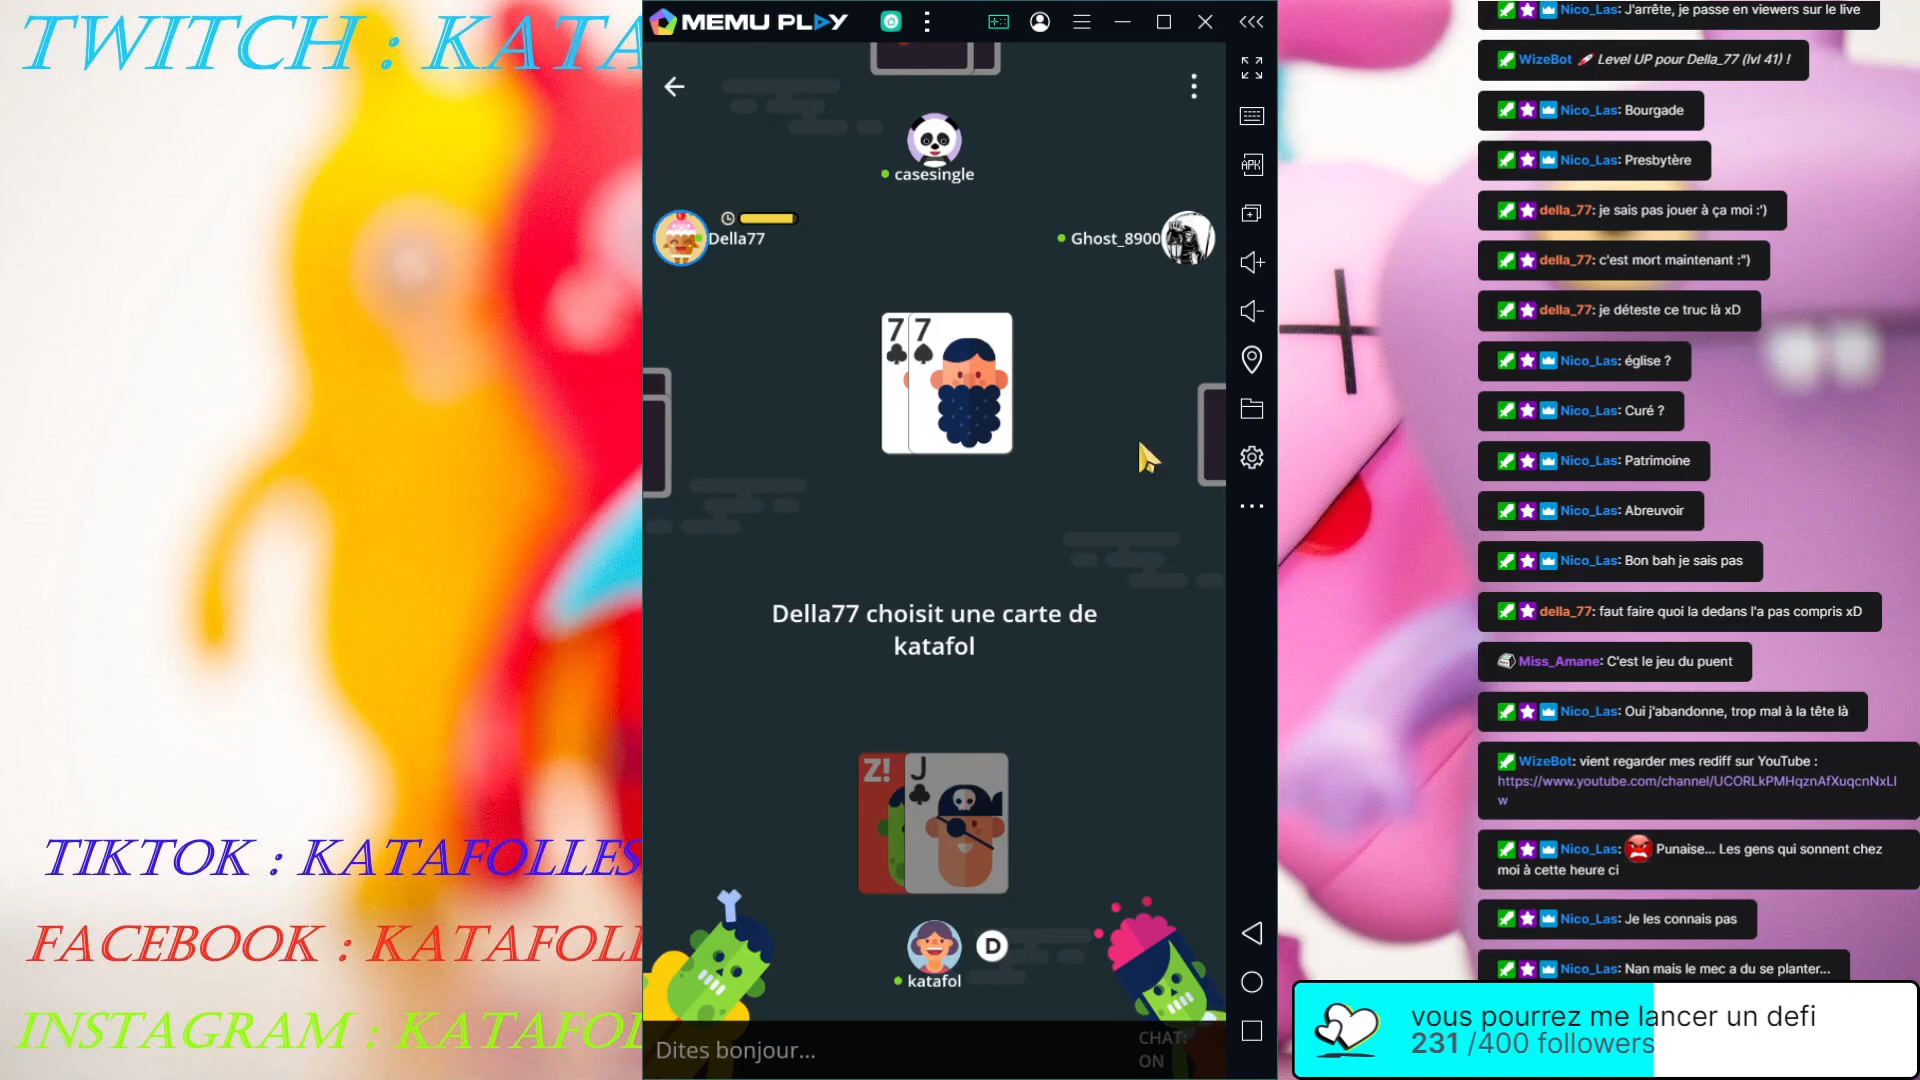 TWITCH : KATA
TIKTOK : KATAFOLLES
FACEBOOK : KATAFOLL
INSTAGRAM : KATAFOL
MEMU PLAY
APK
casesingle
Della77
Ghost_8900
7 7
Della77 choisit une carte de
katafol
Z! J
D
katafol
Dites bonjour...
CHAT:
ON
Nico_Las: J'arrête, je passe en viewers sur le live
WizeBot Level UP pour Della_77 (lvl 41) !
Nico_Las: Bourgade
Nico_Las: Presbytère
della_77: je sais pas jouer à ça moi :')
della_77: c'est mort maintenant :'')
della_77: je déteste ce truc là xD
Nico_Las: église ?
Nico_Las: Curé ?
Nico_Las: Patrimoine
Nico_Las: Abreuvoir
Nico_Las: Bon bah je sais pas
della_77: faut faire quoi la dedans l'a pas compris xD
Miss_Amane: C'est le jeu du puent
Nico_Las: Oui j'abandonne, trop mal à la tête là
WizeBot: vient regarder mes rediff sur YouTube :
https://www.youtube.com/channel/UCORLkPMHqznAfXuqcnNxLI
w
Nico_Las: Punaise... Les gens qui sonnent chez
moi à cette heure ci
Nico_Las: Je les connais pas
Nico_Las: Nan mais le mec a du se planter...
vous pourrez me lancer un defi
231 /400 followers